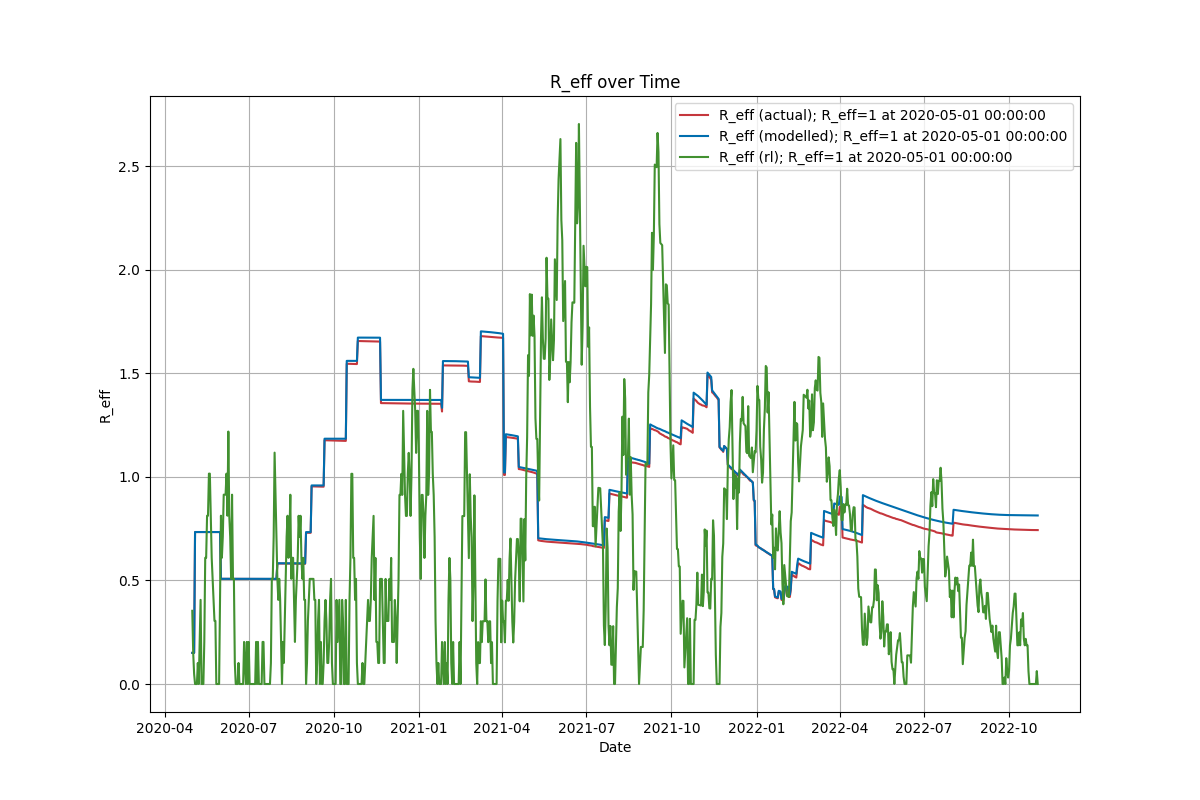 R_eff over Time
R_eff (actual); R_eff=1 at 2020-05-01 00:00:00
R_eff (modelled); R_eff=1 at 2020-05-01 00:00:00
R_eff (rl); R_eff=1 at 2020-05-01 00:00:00
2.5
2.0
1.5
1.0
0.5
0.0
R_eff
2020-04 2020-07 2020-10 2021-01 2021-04 2021-07 2021-10 2022-01 2022-04 2022-07 2022-10
Date